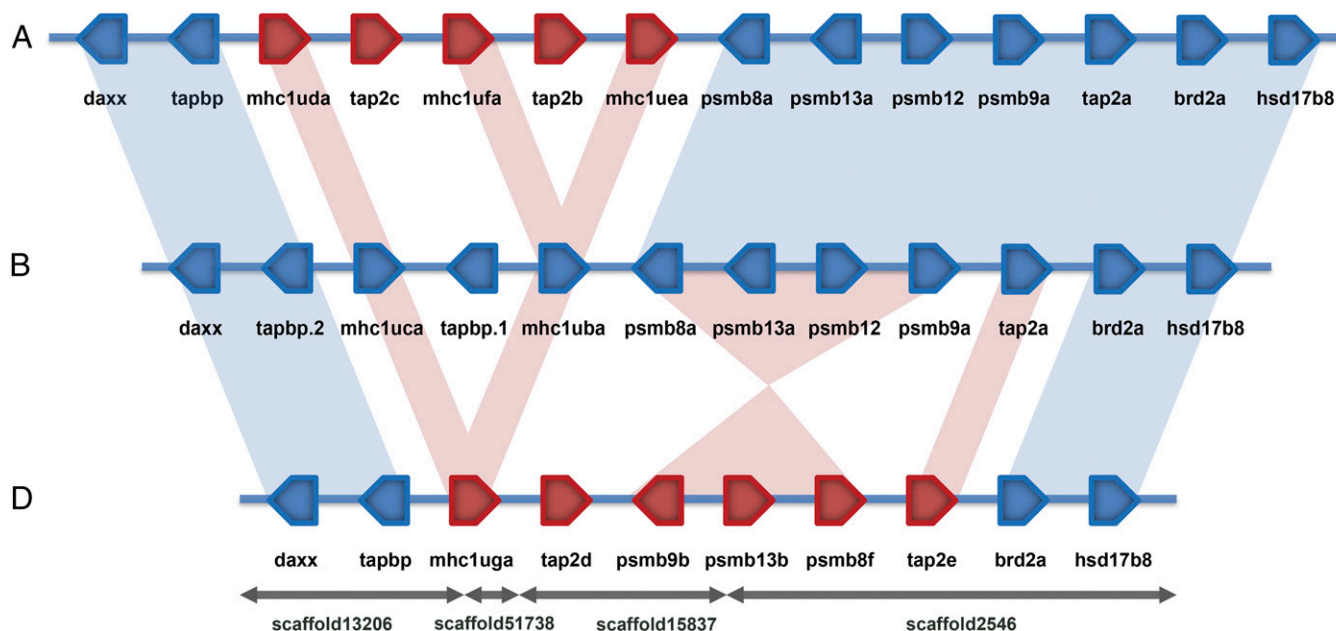 A
daxx tapbp mhc1uda tap2c mhc1ufa tap2b mhc1uea psmb8a psmb13a psmb12 psmb9a tap2a brd2a hsd17b8
B
daxx tapbp.2 mhc1uca tapbp.1 mhc1uba psmb8a psmb13a psmb12 psmb9a tap2a brd2a hsd17b8
D
daxx tapbp mhc1uga tap2d psmb9b psmb13b psmb8f tap2e brd2a hsd17b8
scaffold13206 scaffold51738 scaffold15837 scaffold2546